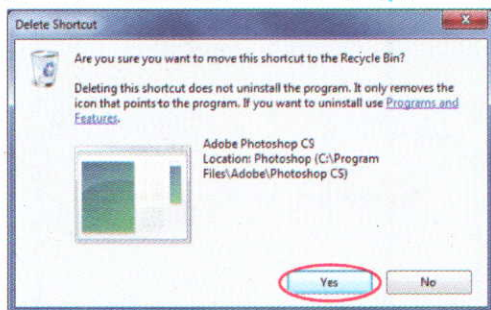 Delete Shortcut
Are you sure you want to move this shortcut to the Recycle Bin?
Deleting this shortcut does not uninstall the program. It only removes the
icon that points to the program. If you want to uninstall use Programs and
Features.
Adobe Photoshop CS
Location: Photoshop (C:\Program
Files\Adobe\Photoshop CS)
Yes
No